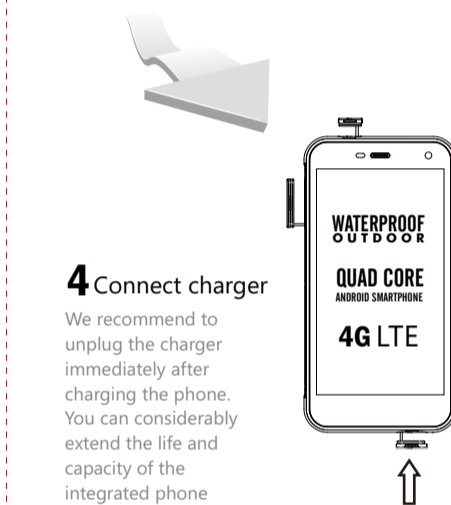 WATERPROOF
OUTDOOR
QUAD CORE
ANDROID SMARTPHONE
4G LTE
4 Connect charger
We recommend to
unplug the charger
immediately after
charging the phone.
You can considerably
extend the life and
capacity of the
integrated phone